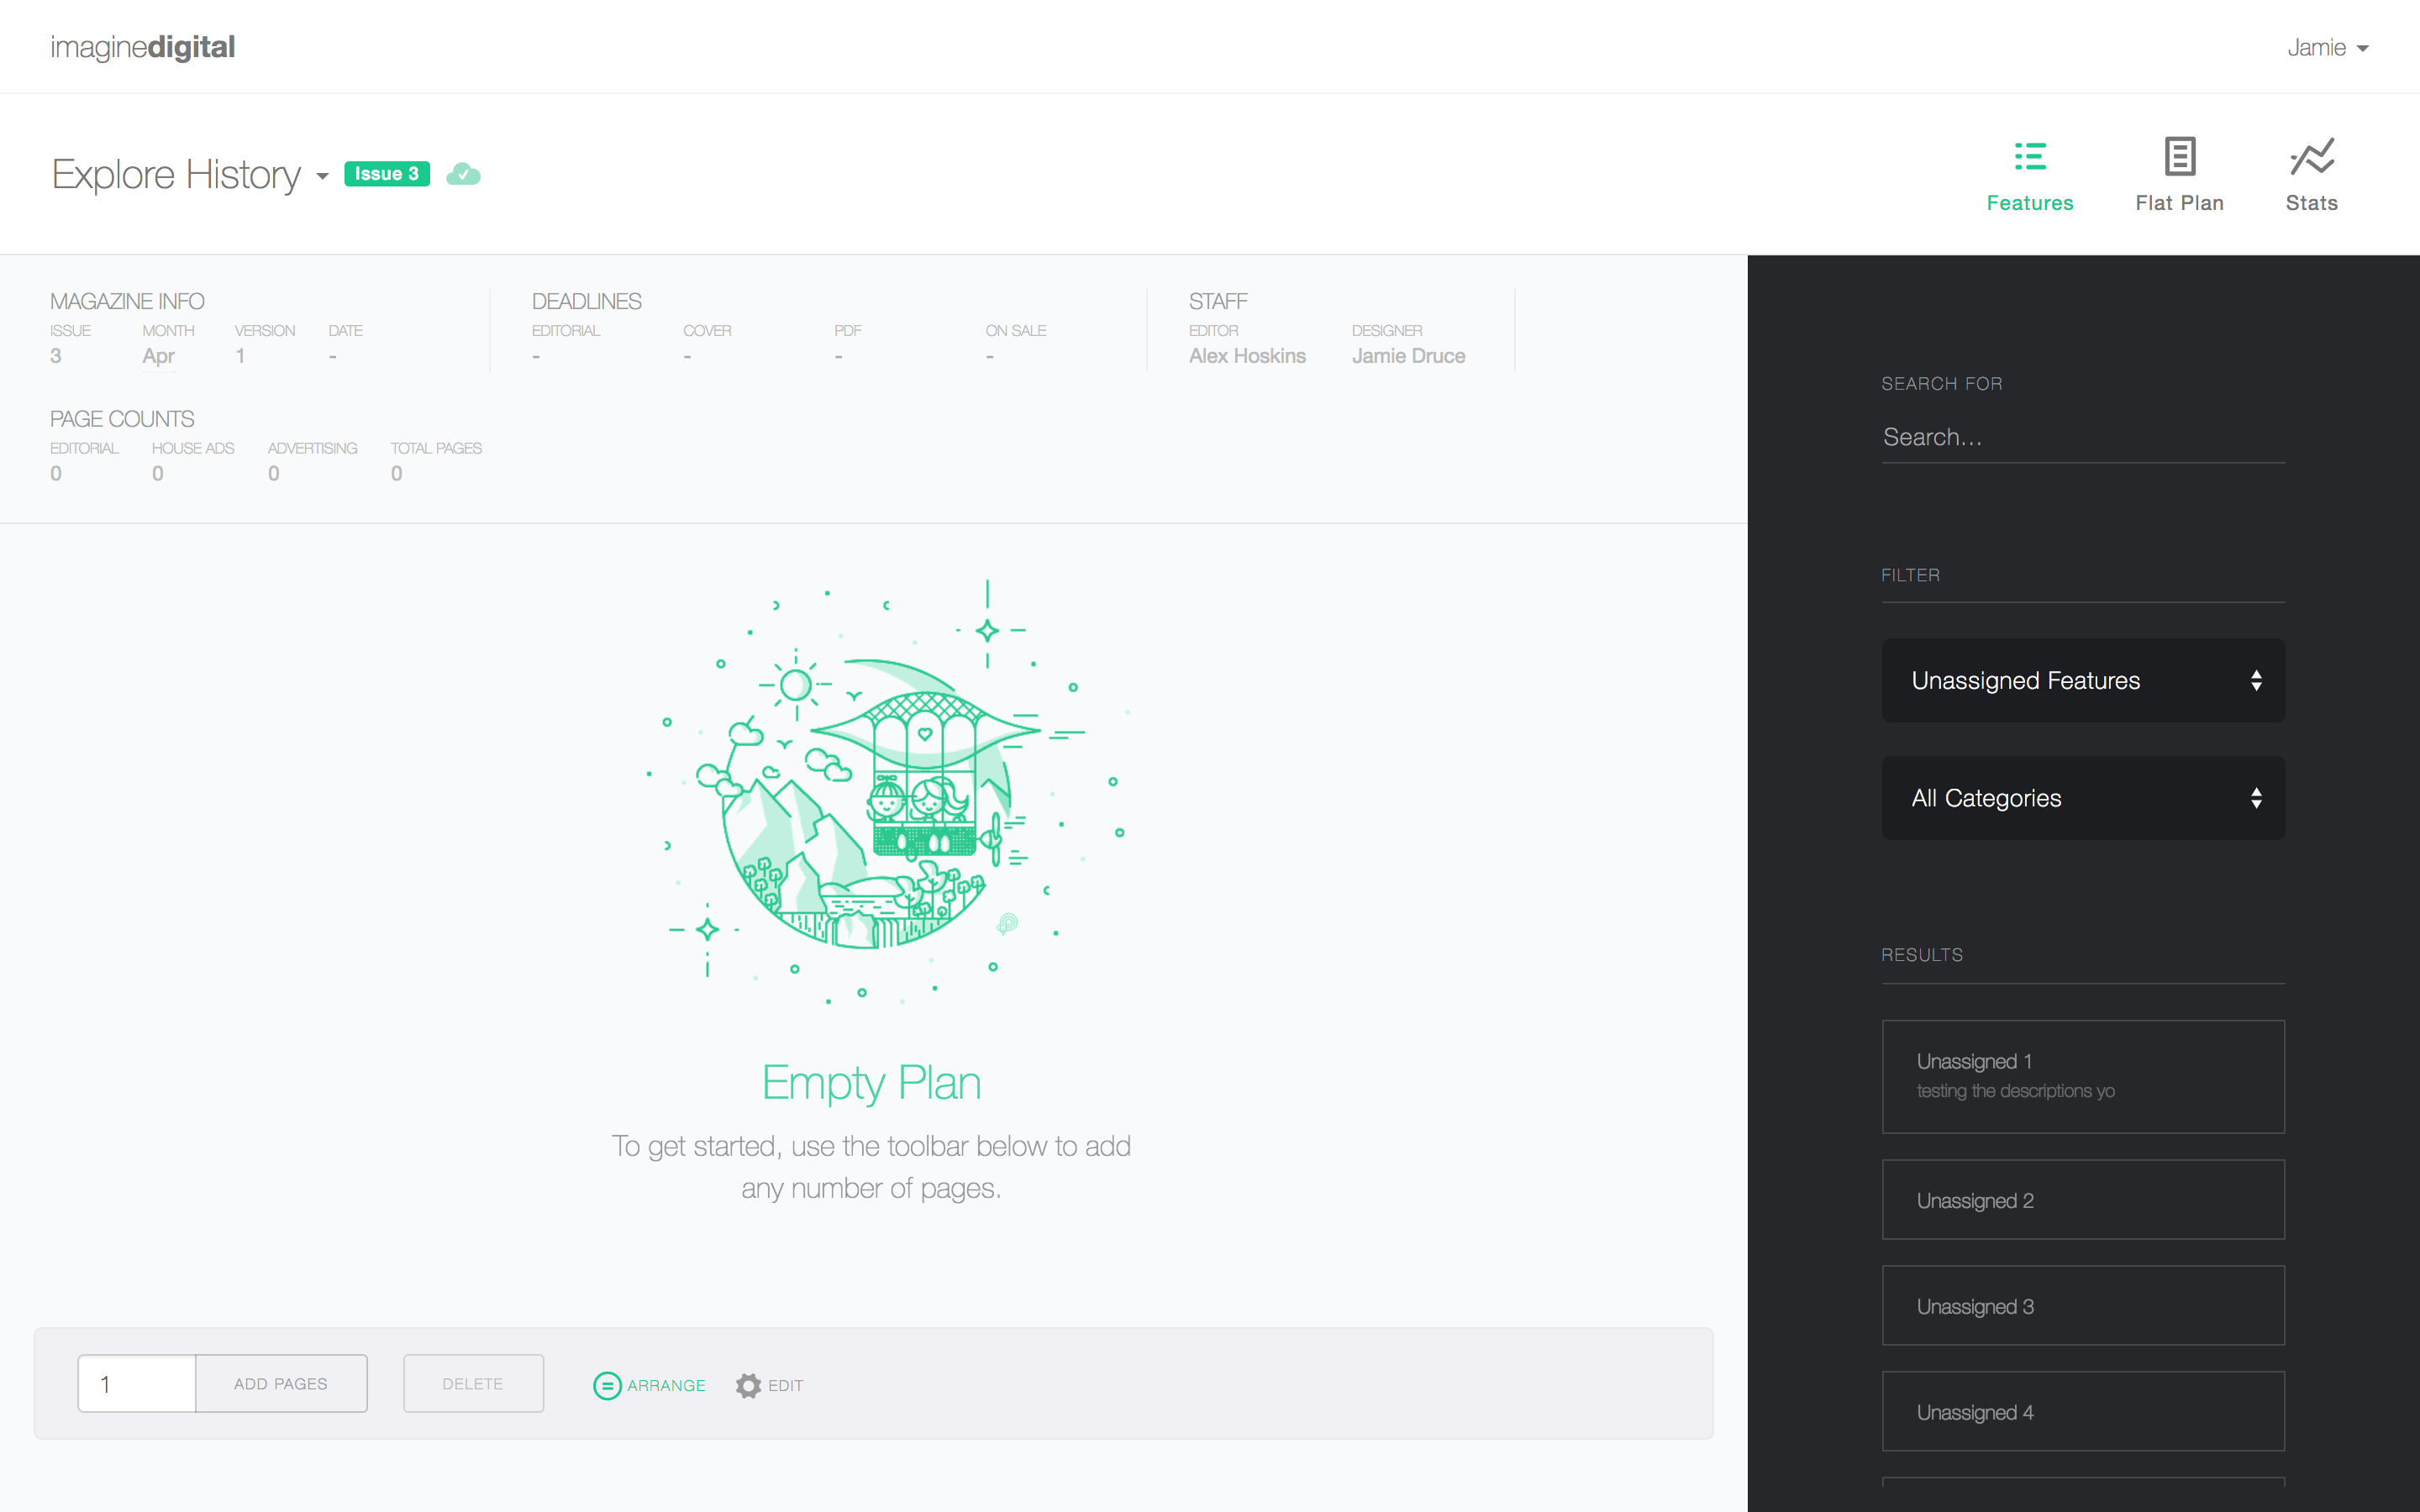 imaginedigital
Jamie
Explore History
Issue 3
Features
Flat Plan
Stats
MAGAZINE INFO
ISSUE MONTH VERSION DATE
3 Apr 1 -
DEADLINES
EDITORIAL COVER PDF ON SALE
- - - -
STAFF
EDITOR DESIGNER
Alex Hoskins Jamie Druce
PAGE COUNTS
EDITORIAL HOUSE ADS ADVERTISING TOTAL PAGES
0 0 0 0
Empty Plan
To get started, use the toolbar below to add
any number of pages.
1 ADD PAGES DELETE ARRANGE EDIT
SEARCH FOR
Search...
FILTER
Unassigned Features
All Categories
RESULTS
Unassigned 1
testing the descriptions yo
Unassigned 2
Unassigned 3
Unassigned 4